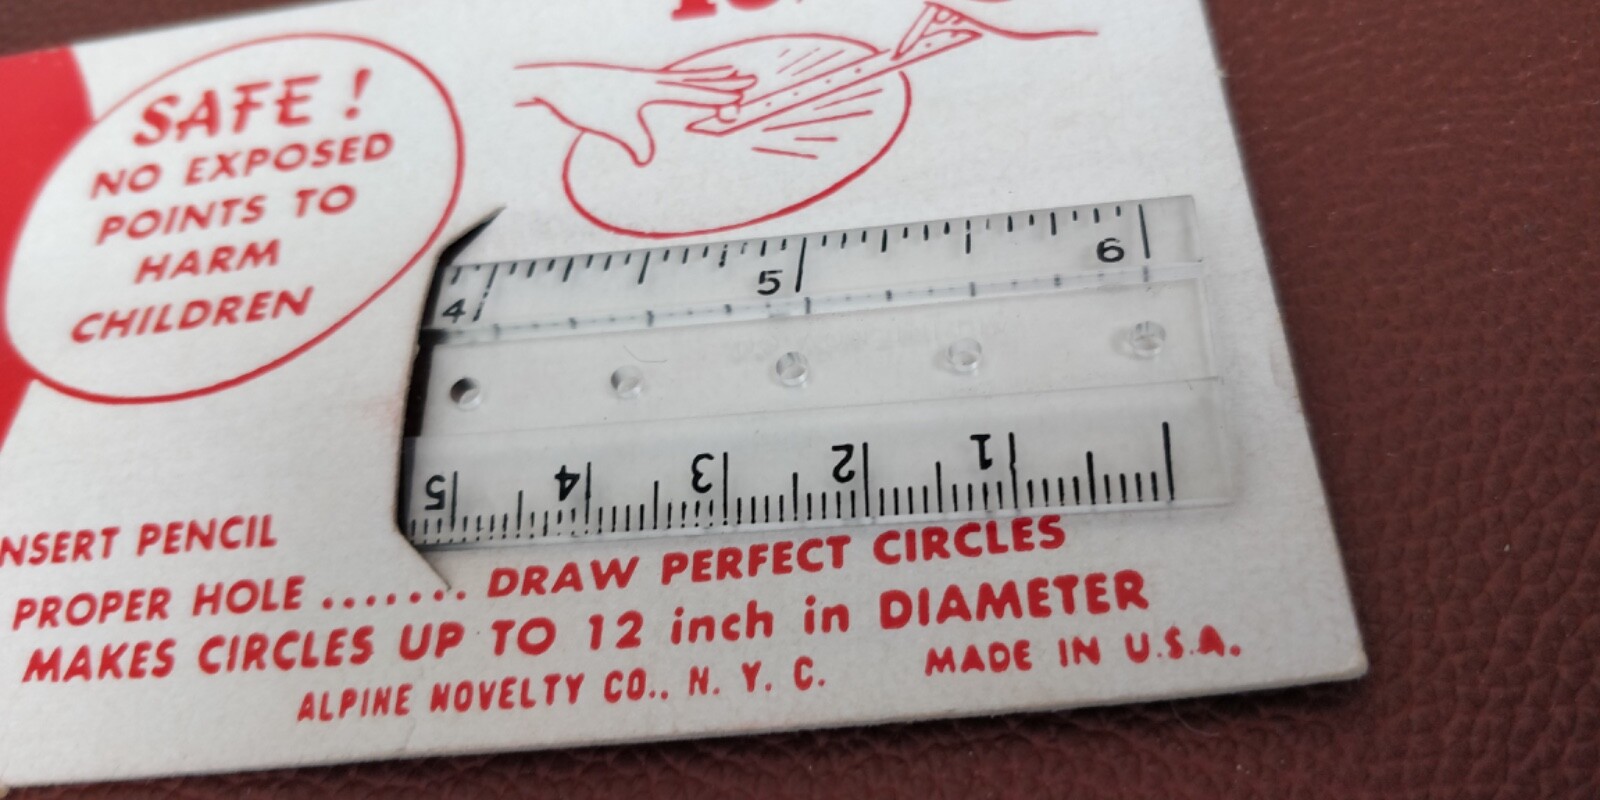 SAFE!
NO EXPOSED
POINTS TO
HARM
CHILDREN
4 5 6
5 4 3 2 1
NSERT PENCIL
PROPER HOLE ....... DRAW PERFECT CIRCLES
MAKES CIRCLES UP TO 12 inch in DIAMETER
ALPINE NOVELTY CO., N. Y. C. MADE IN U.S.A.